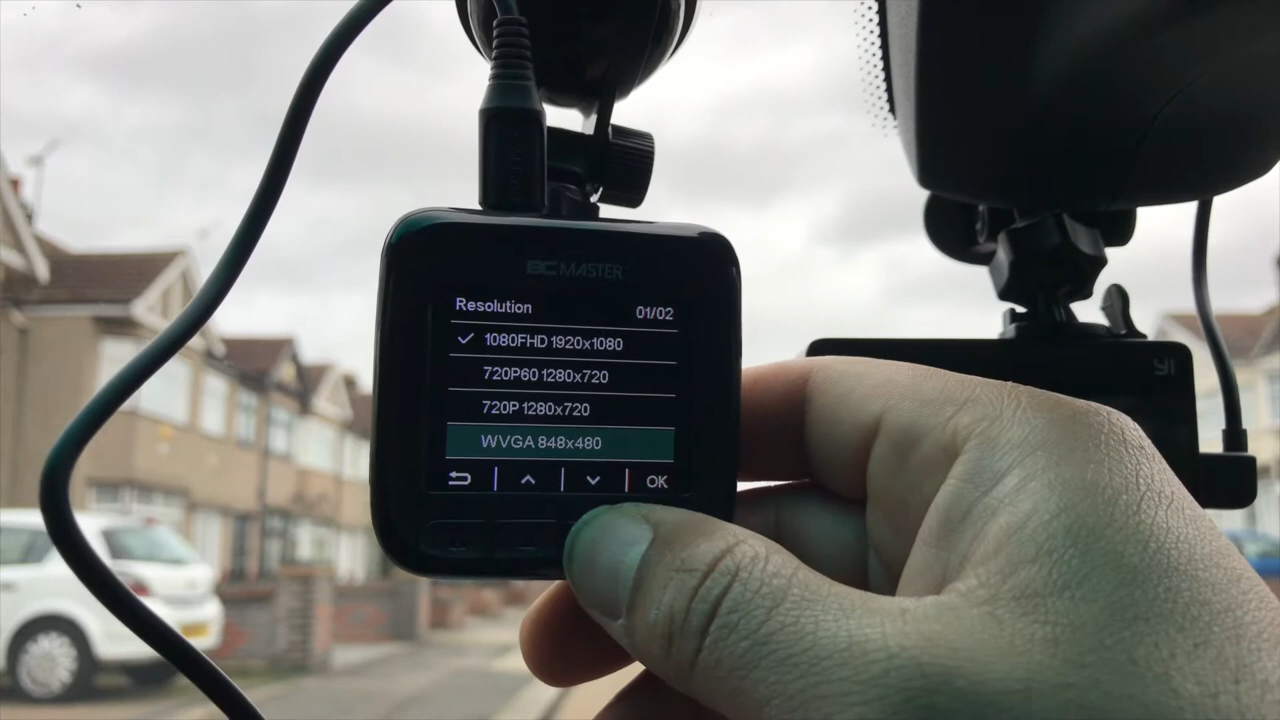 BC MASTER
Resolution 01/02
1080FHD 1920x1080
720P60 1280x720
720P 1280x720
WVGA 848x480
OK
YI